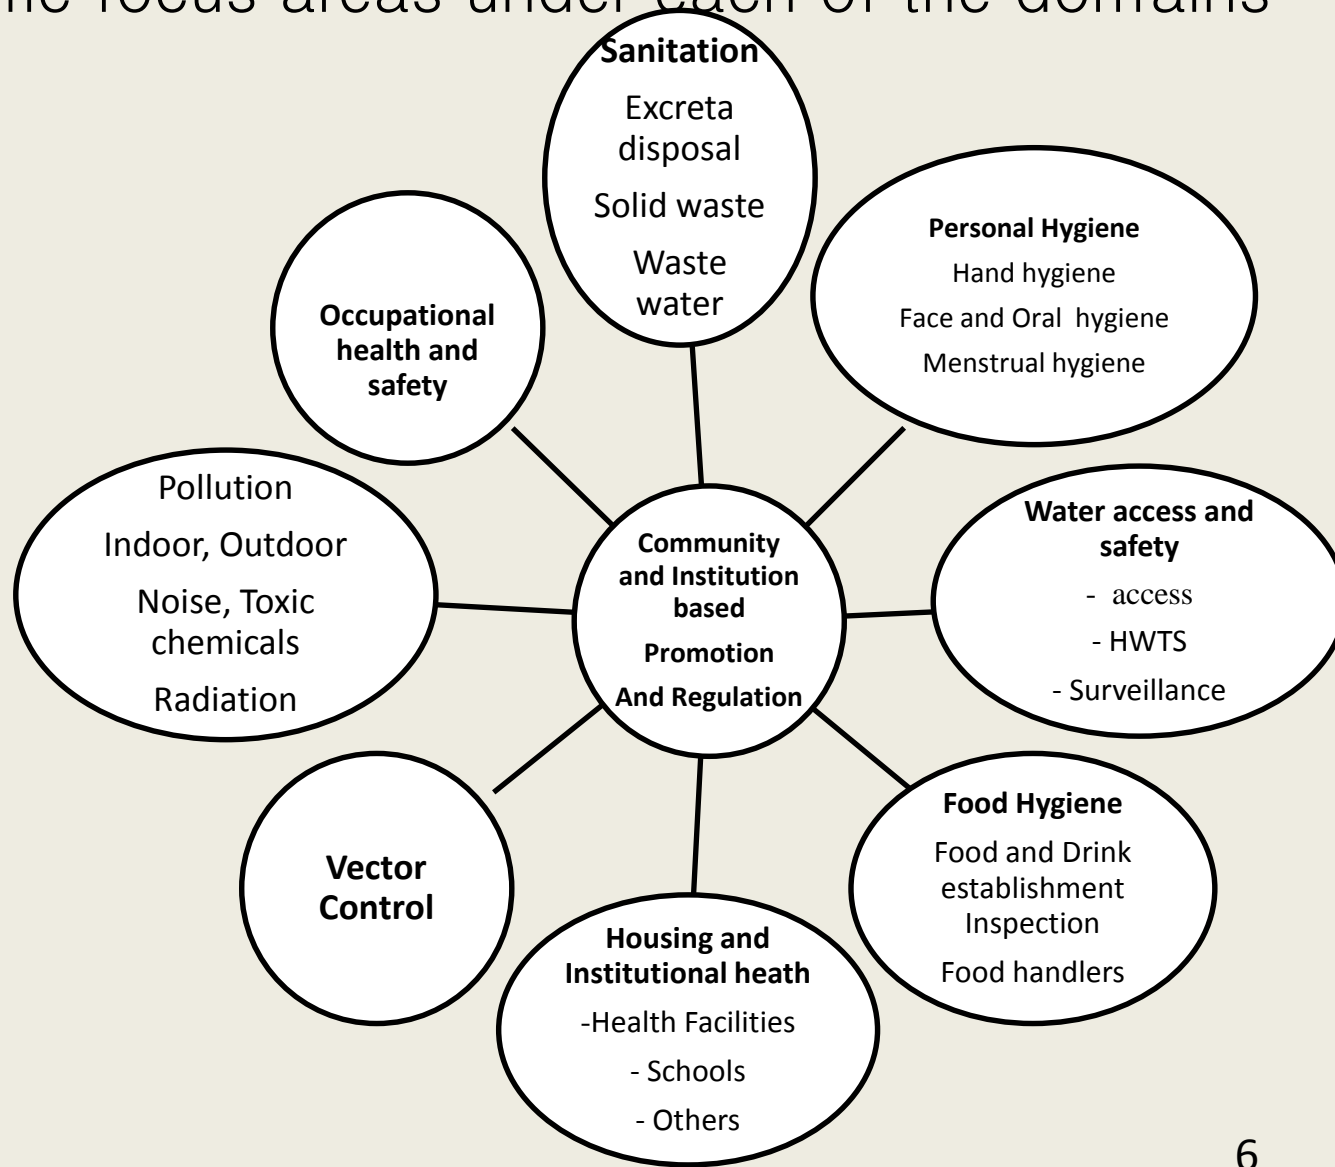 focus areas under each of the domains
Sanitation
Excreta
disposal
Solid waste
Waste
water
Personal Hygiene
Hand hygiene
Face and Oral hygiene
Menstrual hygiene
Water access and
safety
- access
- HWTS
- Surveillance
Food Hygiene
Food and Drink
establishment
Inspection
Food handlers
Housing and
Institutional heath
-Health Facilities
- Schools
- Others
Vector
Control
Pollution
Indoor, Outdoor
Noise, Toxic
chemicals
Radiation
Occupational
health and
safety
Community
and Institution
based
Promotion
And Regulation
6